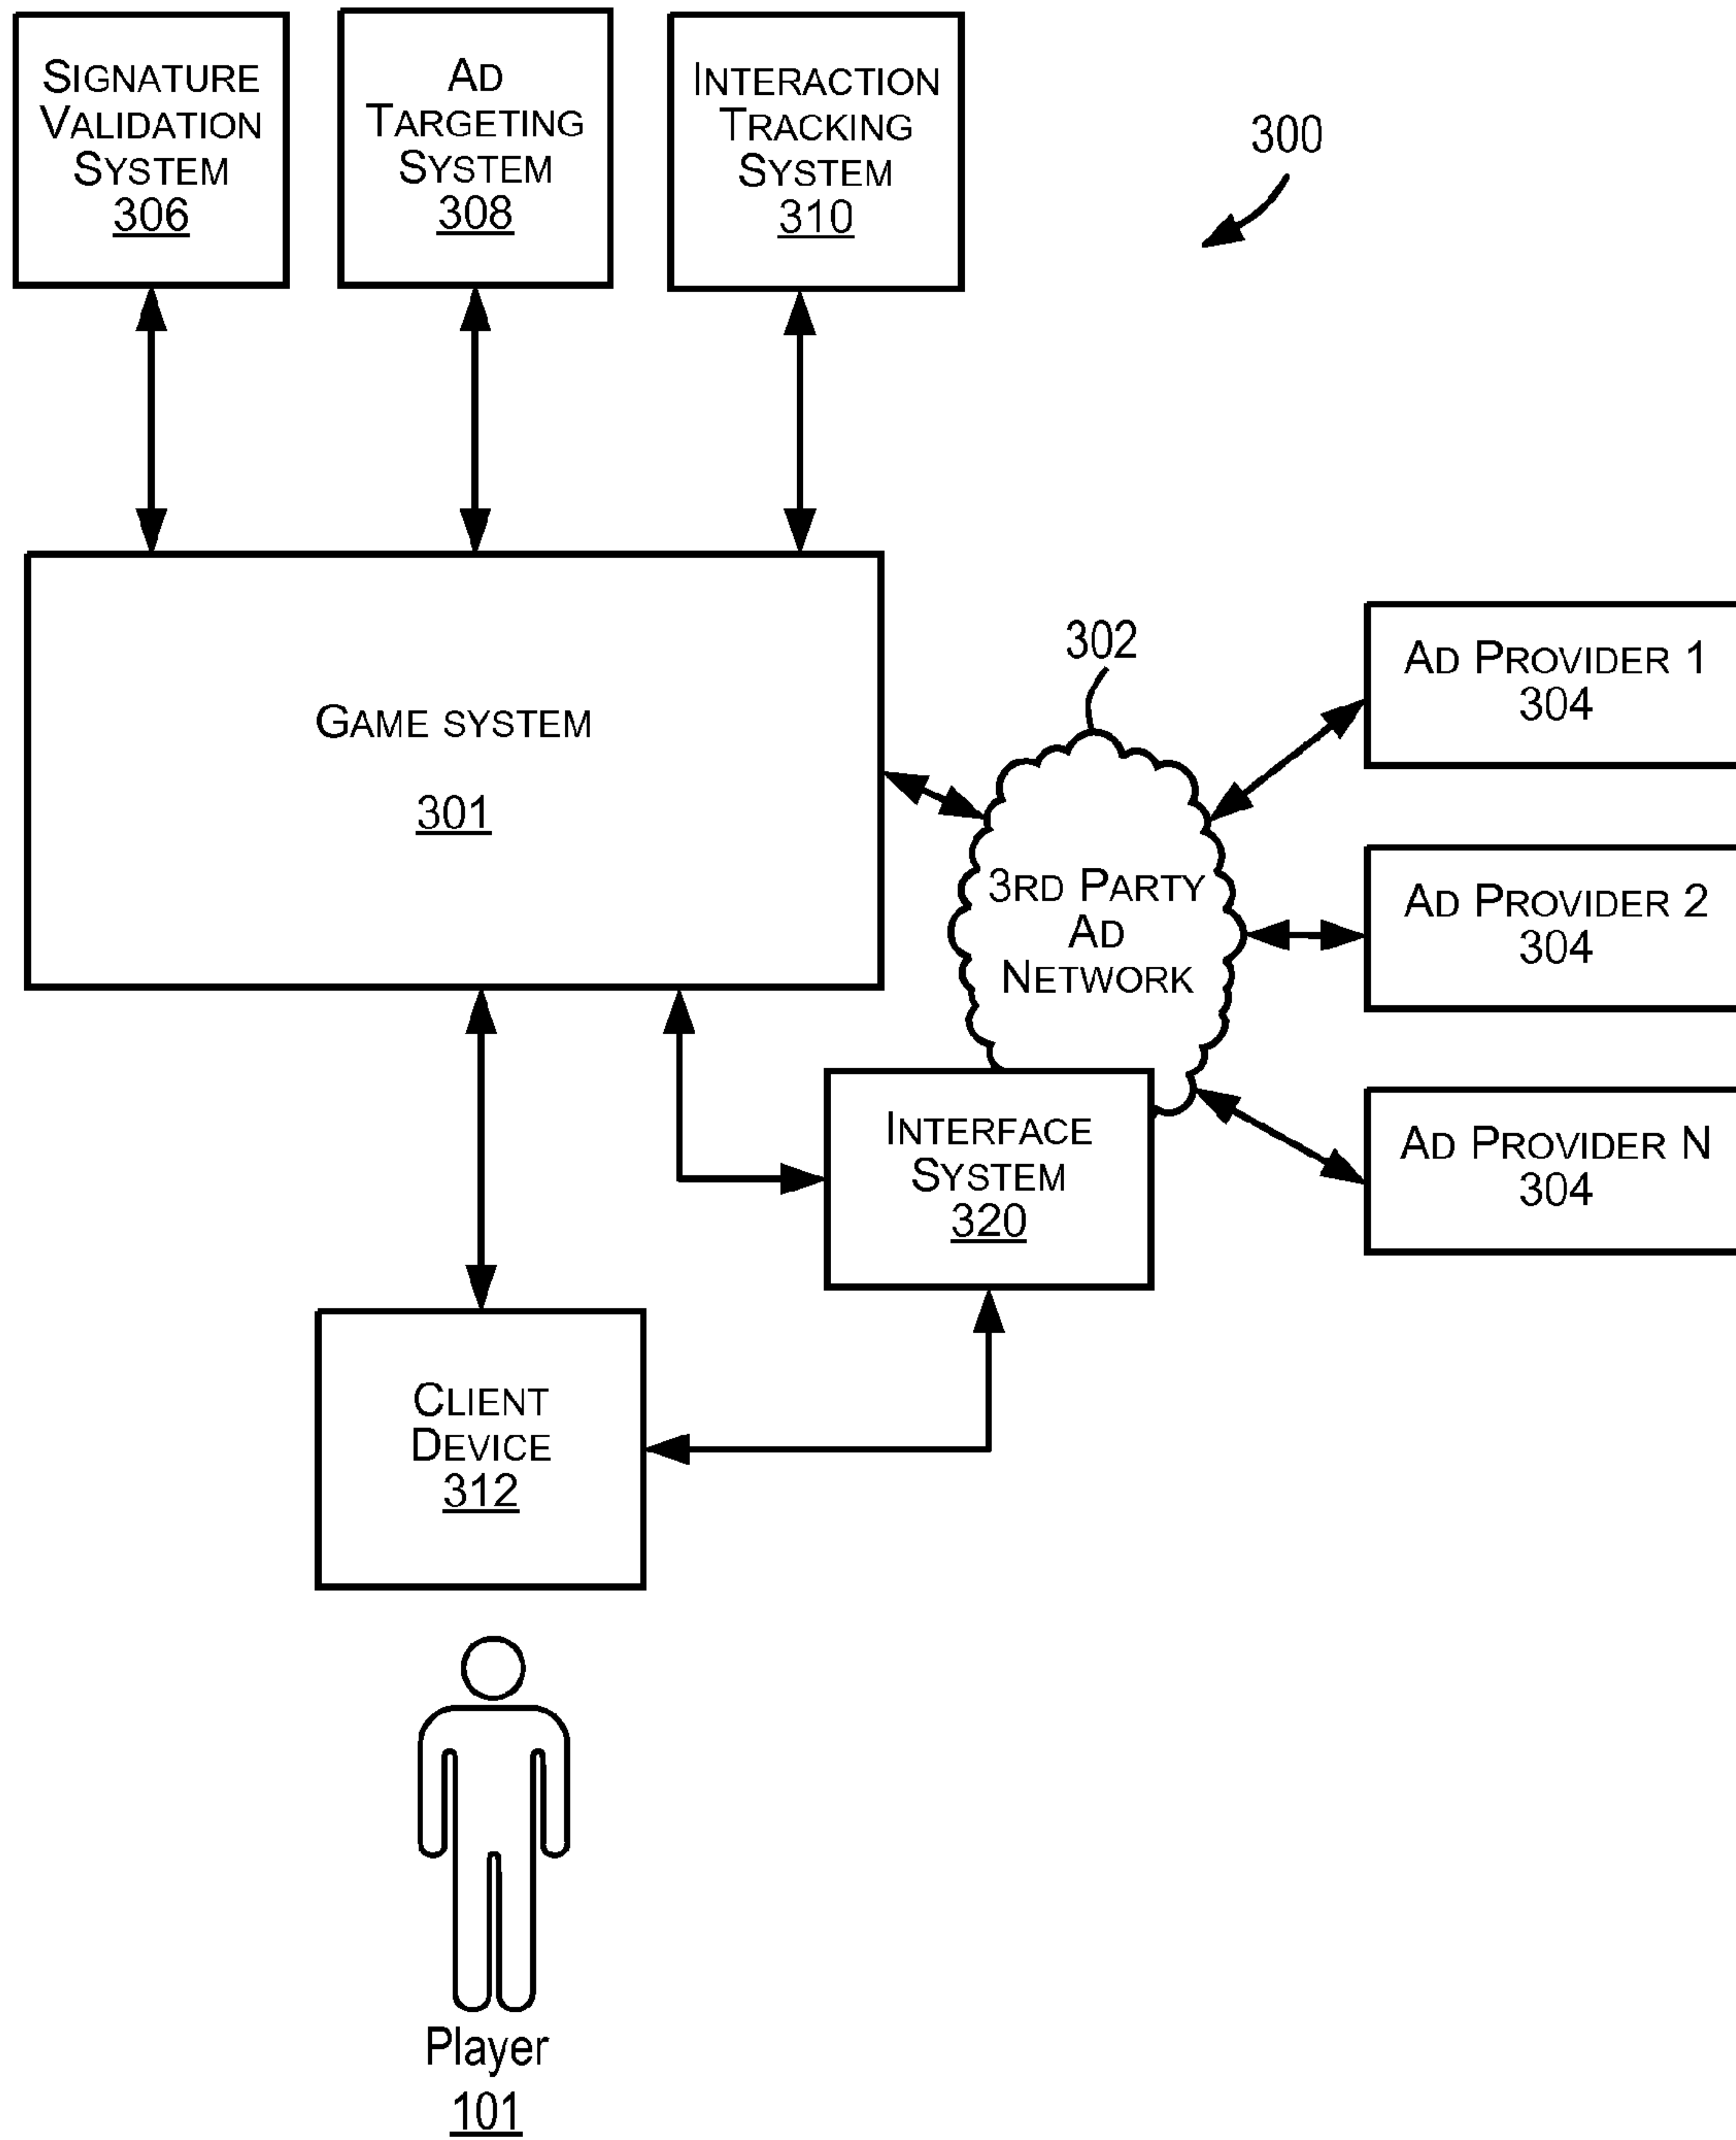 SIGNATURE
VALIDATION
SYSTEM
306
AD
TARGETING
SYSTEM
308
INTERACTION
TRACKING
SYSTEM
310
300
GAME SYSTEM
301
302
3RD PARTY
AD
NETWORK
AD PROVIDER 1
304
AD PROVIDER 2
304
AD PROVIDER N
304
INTERFACE
SYSTEM
320
CLIENT
DEVICE
312
Player
101